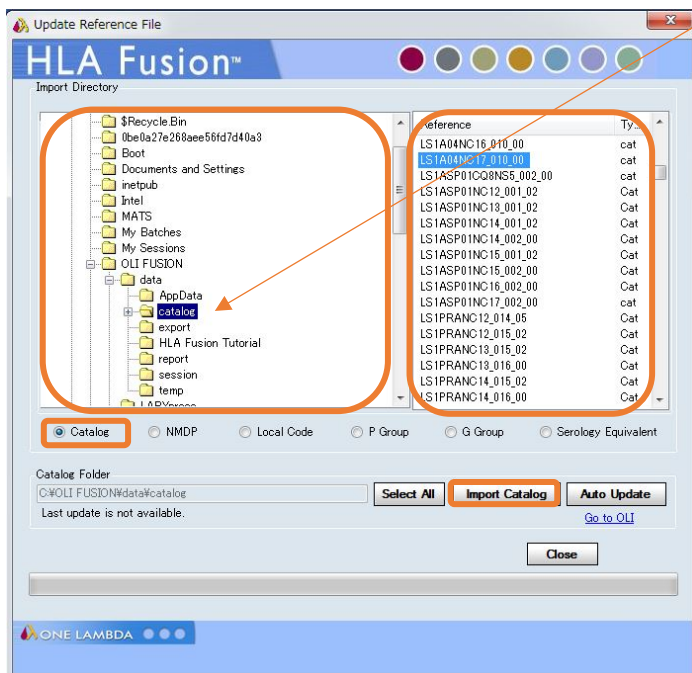 Update Reference File
HLA Fusion™
Import Directory
$Recycle.Bin
0be0a27e268aee56fd7d40a3
Boot
Documents and Settings
inetpub
Intel
MATS
My Batches
My Sessions
OLI FUSION
data
AppData
catalog
export
HLA Fusion Tutorial
report
session
temp
Reference Ty...
LS1A04NC16_010_00 cat
LS1A04NC17_010_00 cat
LS1ASP01CQ8NS5_002_00 cat
LS1ASP01NC12_001_02 Cat
LS1ASP01NC13_001_02 Cat
LS1ASP01NC14_001_02 Cat
LS1ASP01NC14_002_00 Cat
LS1ASP01NC15_001_02 Cat
LS1ASP01NC15_002_00 Cat
LS1ASP01NC16_002_00 Cat
LS1ASP01NC17_002_00 cat
LS1PRANC12_014_05 Cat
LS1PRANC12_015_02 Cat
LS1PRANC13_015_02 Cat
LS1PRANC13_016_00 Cat
LS1PRANC14_015_02 Cat
LS1PRANC14_016_00 Cat
Catalog NMDP Local Code P Group G Group Serology Equivalent
Catalog Folder
C:¥OLI FUSION¥data¥catalog Select All Import Catalog Auto Update
Last update is not available. Go to OLI
Close
ONE LAMBDA